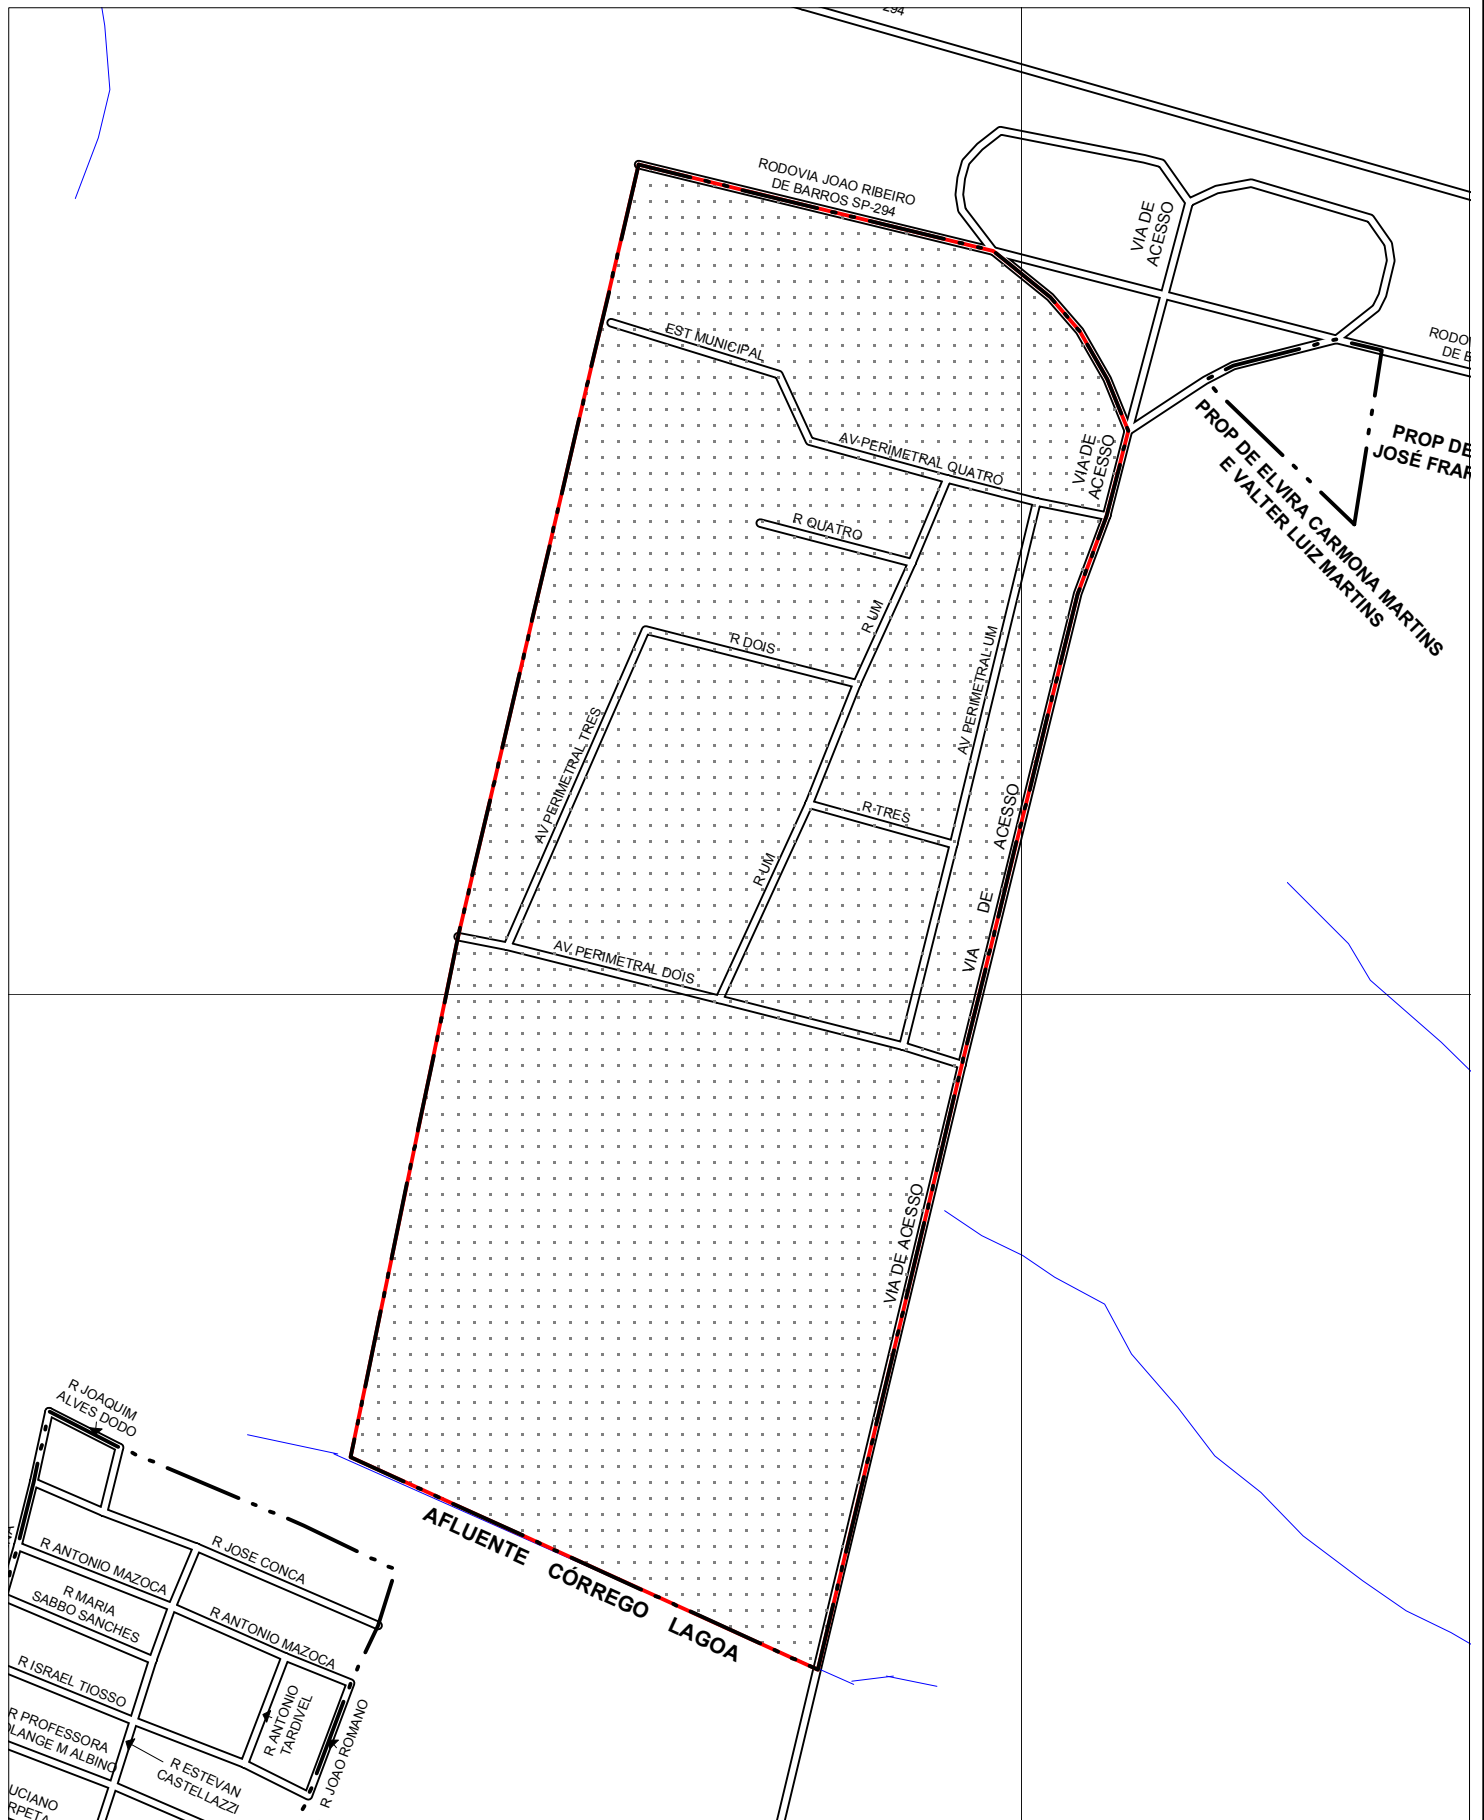 294
RODOVIA JOAO RIBEIRO
DE BARROS SP-294
VIA DE
ACESSO
RODO
DE B
EST MUNICIPAL
AV PERIMETRAL QUATRO
VIA DE
ACESSO
PROP DE ELVIRA CARMONA MARTINS
E VALTER LUIZ MARTINS
PROP DE
JOSÉ FRAN
R QUATRO
R UM
R DOIS
AV PERIMETRAL UM
AV PERIMETRAL TRES
R TRES
R UM
VIA DE ACESSO
AV PERIMETRAL DOIS
VIA DE ACESSO
R JOAQUIM
ALVES DODO
AFLUENTE CÓRREGO LAGOA
R JOSE CONCA
R ANTONIO MAZOCA
R MARIA
SABBO SANCHES
R ANTONIO MAZOCA
R ISRAEL TIOSSO
R ANTONIO
TARDIVEL
R JOAO ROMANO
R PROFESSORA
OLANGE M ALBINO
R ESTEVAN
CASTELLAZZI
UCIANO
RPETA